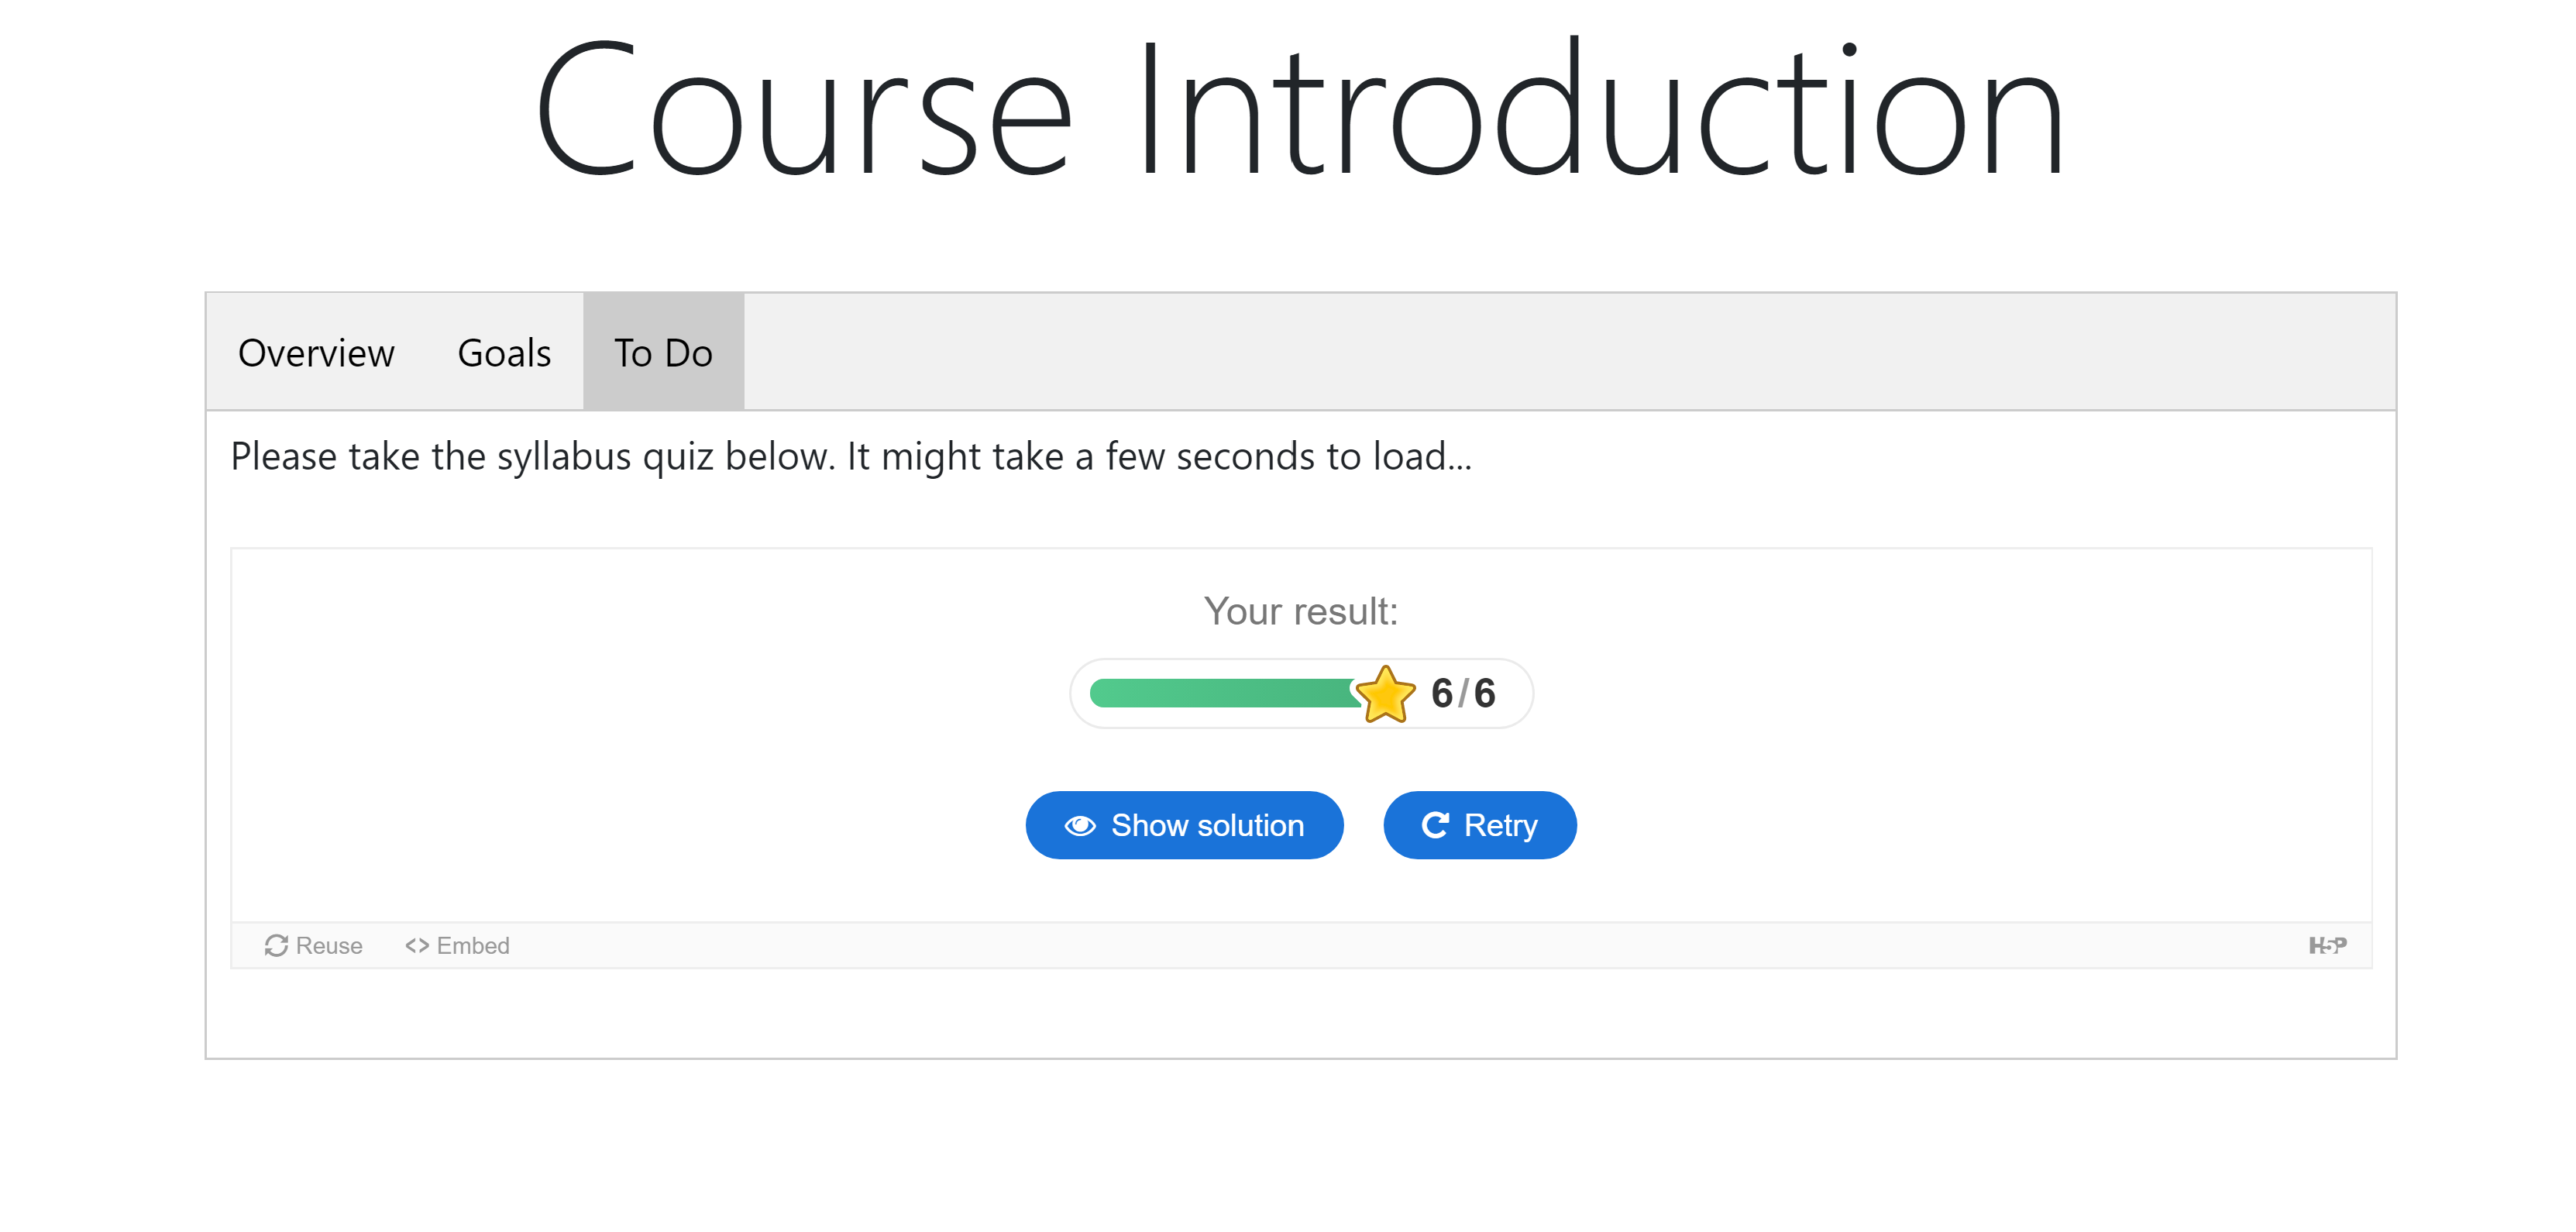 Course Introduction
Overview Goals To Do
Please take the syllabus quiz below. It might take a few seconds to load...
Your result:
6/6
Show solution Retry
Reuse <> Embed H5P